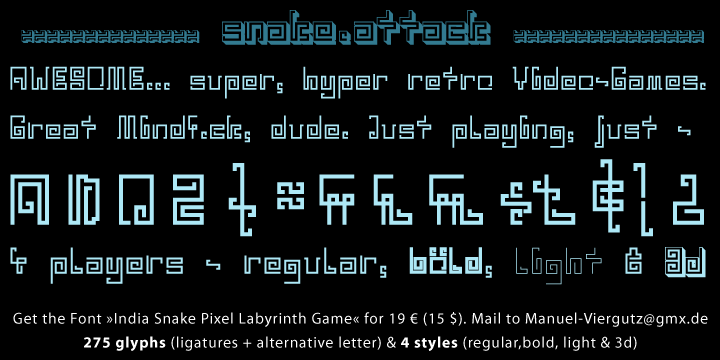 snake.attack
AWESOME... super, hyper retro Video-Games.
Great Mindf.ck, dude. Just playing, just -
4 players - regular, bold, light & 3d
Get the Font »India Snake Pixel Labyrinth Game« for 19 € (15 $). Mail to Manuel-Viergutz@gmx.de
275 glyphs (ligatures + alternative letter) & 4 styles (regular,bold, light & 3d)